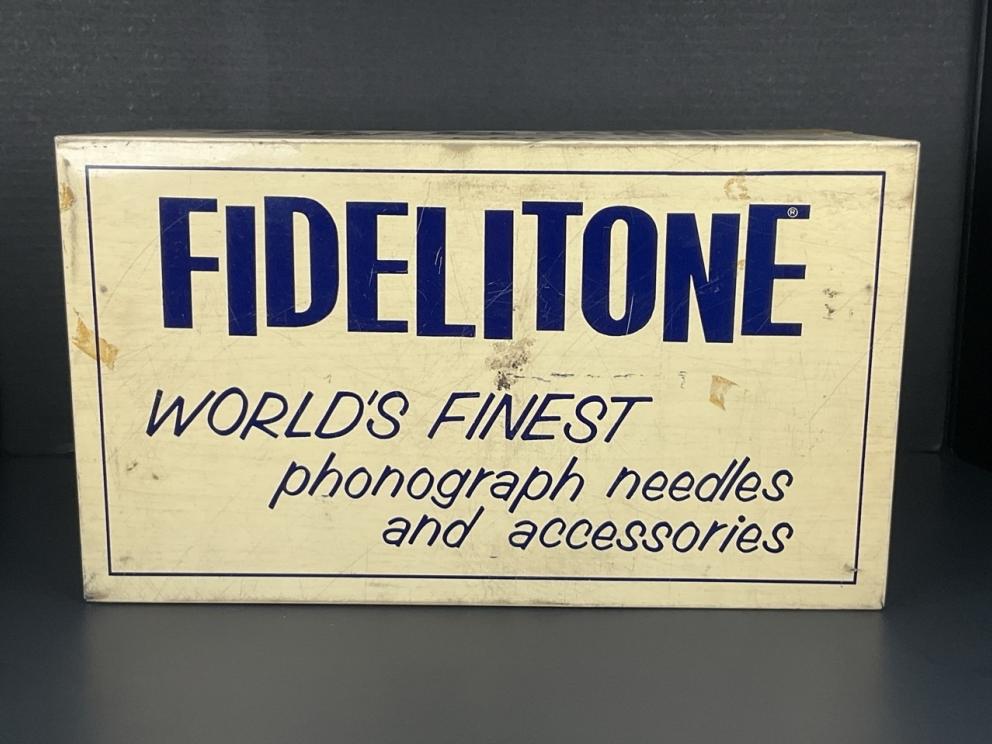 FIDELITONE®
WORLD'S FINEST
phonograph needles
and accessories